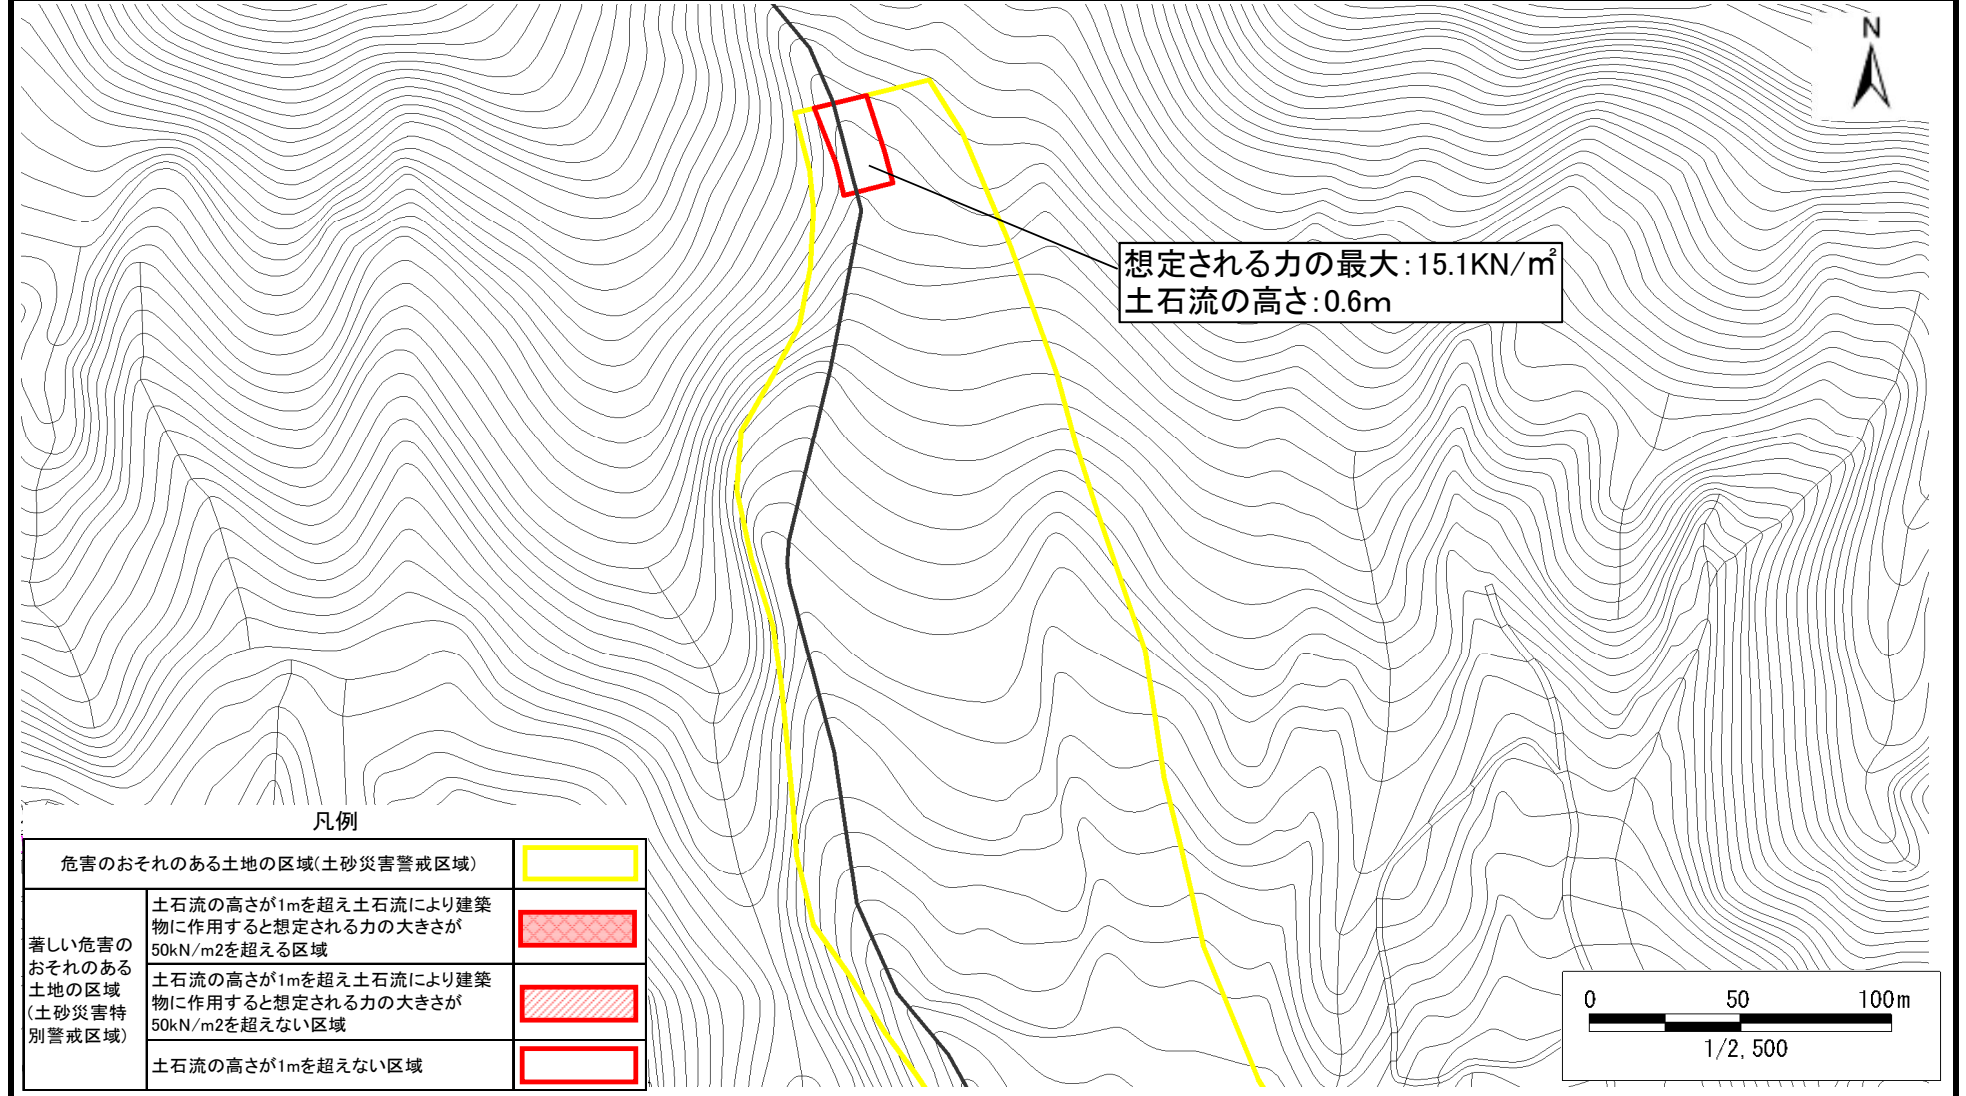 N
想定される力の最大:15.1KN/㎡
土石流の高さ:0.6m
凡例
危害のおそれのある土地の区域(土砂災害警戒区域)
著しい危害の
おそれのある
土地の区域
(土砂災害特
別警戒区域)
土石流の高さが1mを超え土石流により建築
物に作用すると想定される力の大きさが
50kN/m2を超える区域
土石流の高さが1mを超え土石流により建築
物に作用すると想定される力の大きさが
50kN/m2を超えない区域
土石流の高さが1mを超えない区域
0 50 100m
1/2,500